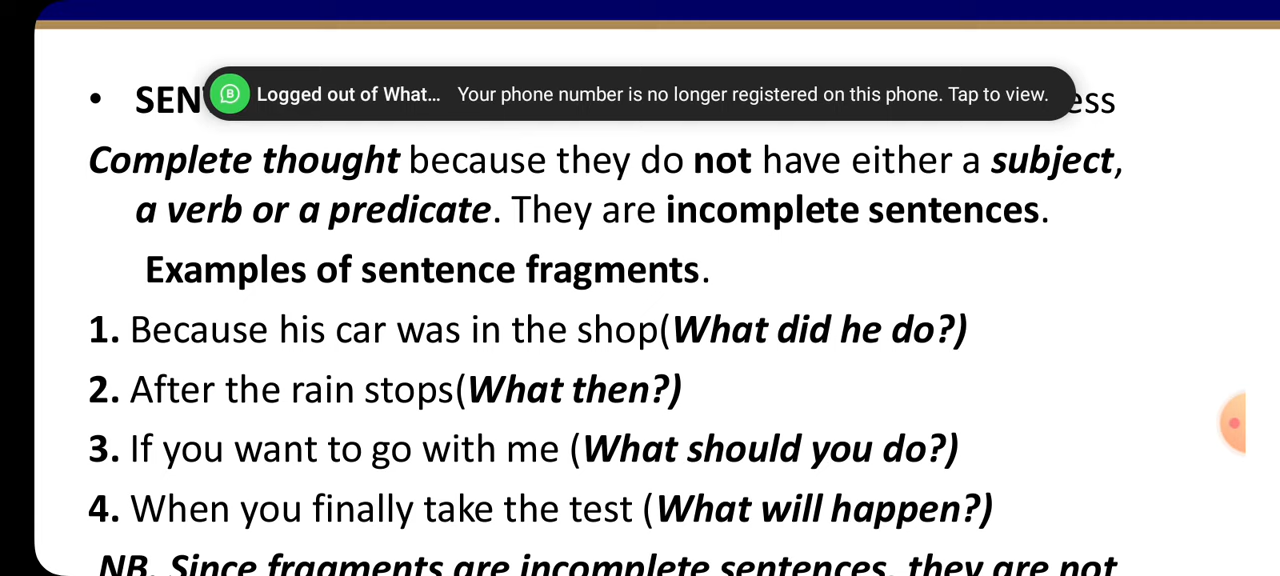 • SEN
Logged out of What... Your phone number is no longer registered on this phone. Tap to view.
Complete thought because they do not have either a subject,
a verb or a predicate. They are incomplete sentences.
Examples of sentence fragments.
1. Because his car was in the shop(What did he do?)
2. After the rain stops(What then?)
3. If you want to go with me (What should you do?)
4. When you finally take the test (What will happen?)
NB. Since fragments are incomplete sentences, they are not